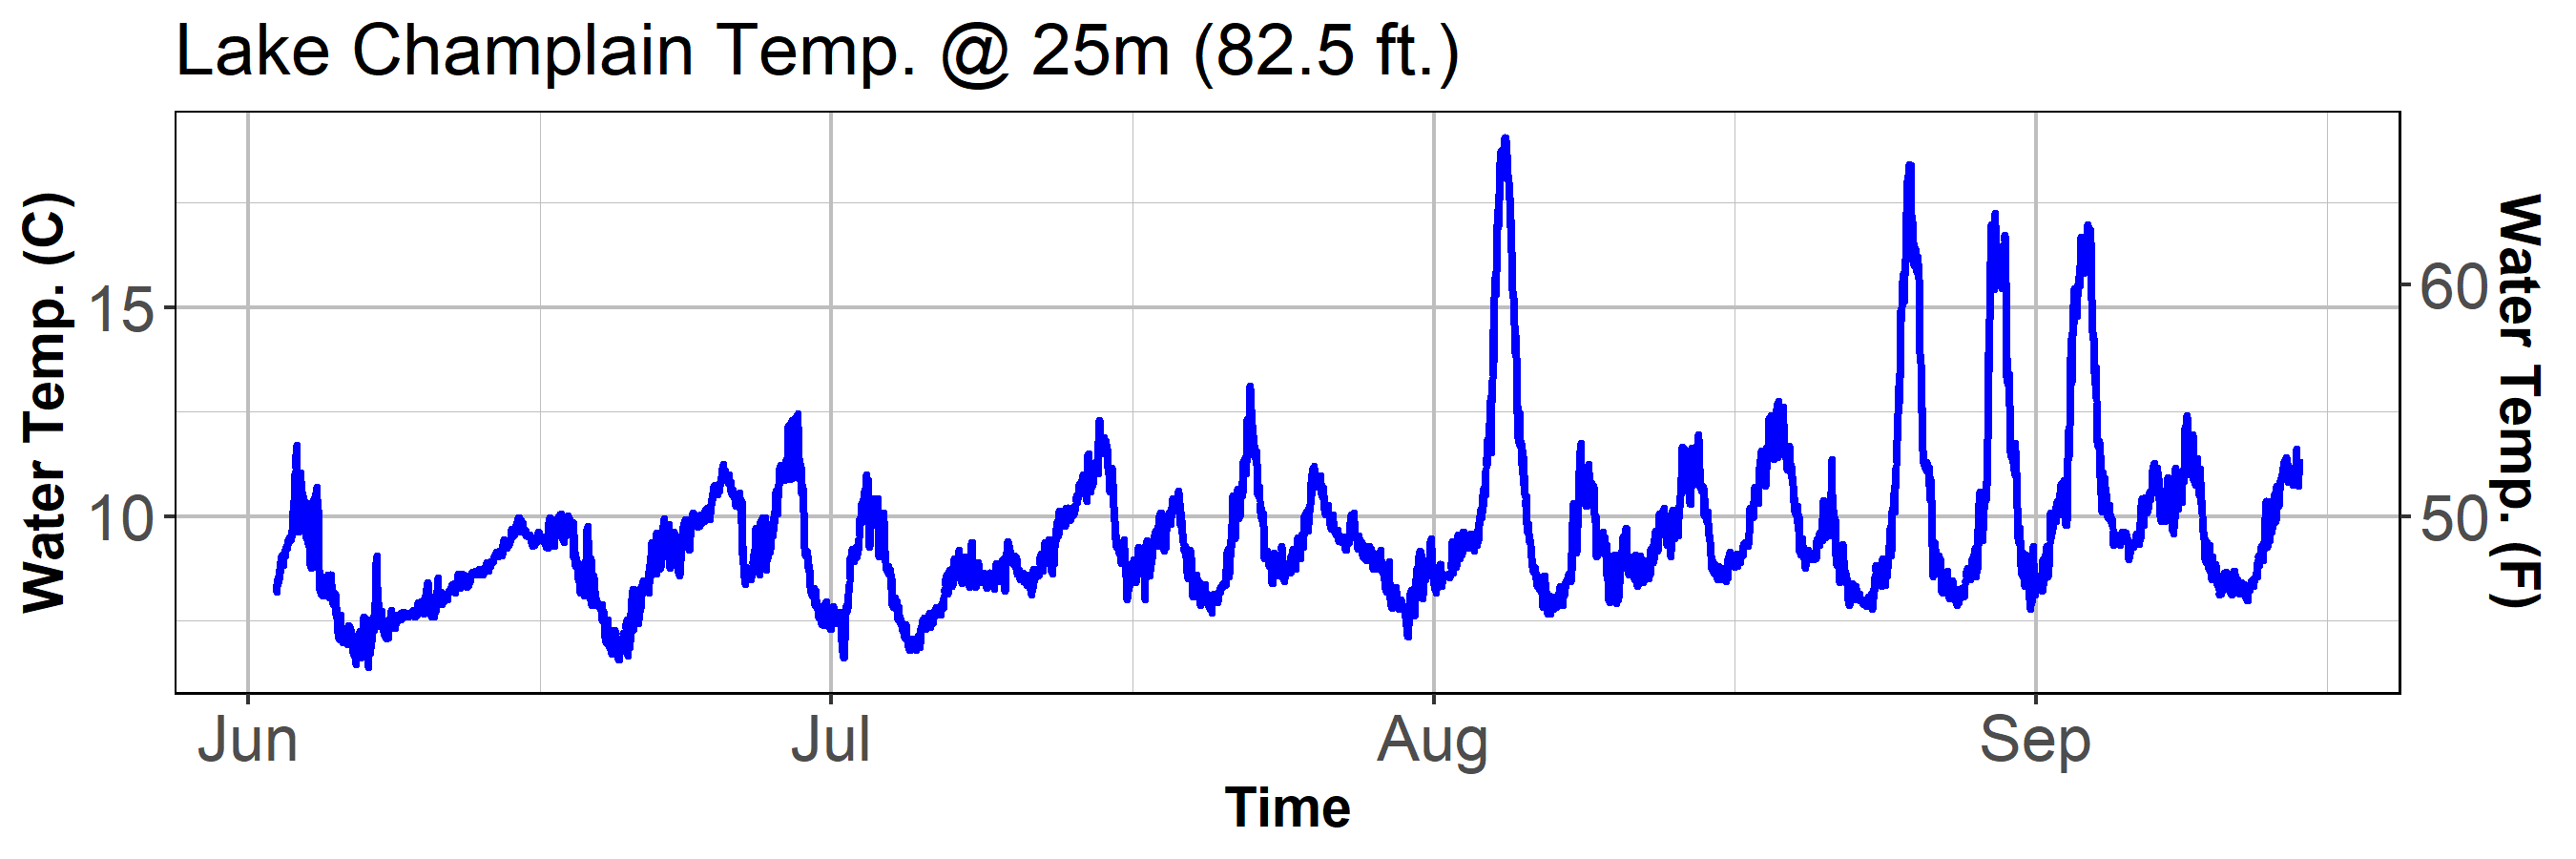 Lake Champlain Temp. @ 25m (82.5 ft.)
Water Temp. (C)
15
10
60
50
Water Temp. (F)
Jun Jul Aug Sep
Time